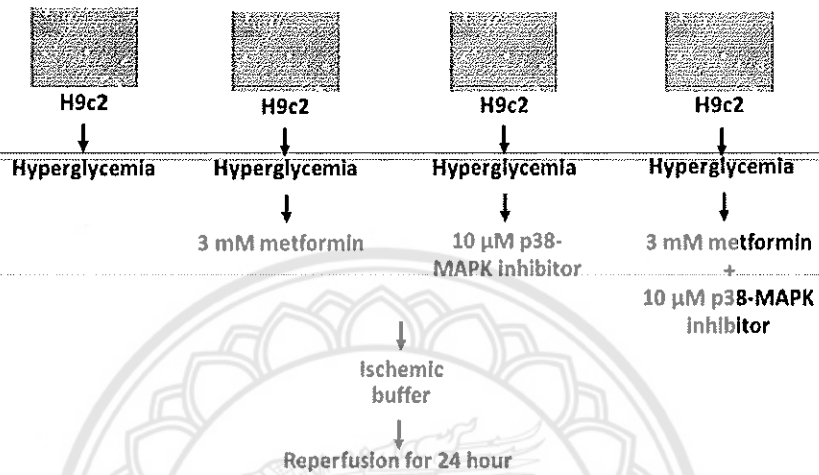 H9c2 H9c2 H9c2 H9c2
Hyperglycemia Hyperglycemia Hyperglycemia Hyperglycemia
3 mM metformin
10 µM p38-
MAPK inhibitor
3 mM metformin
+
10 µM p38-MAPK
inhibitor
Ischemic
buffer
Reperfusion for 24 hour